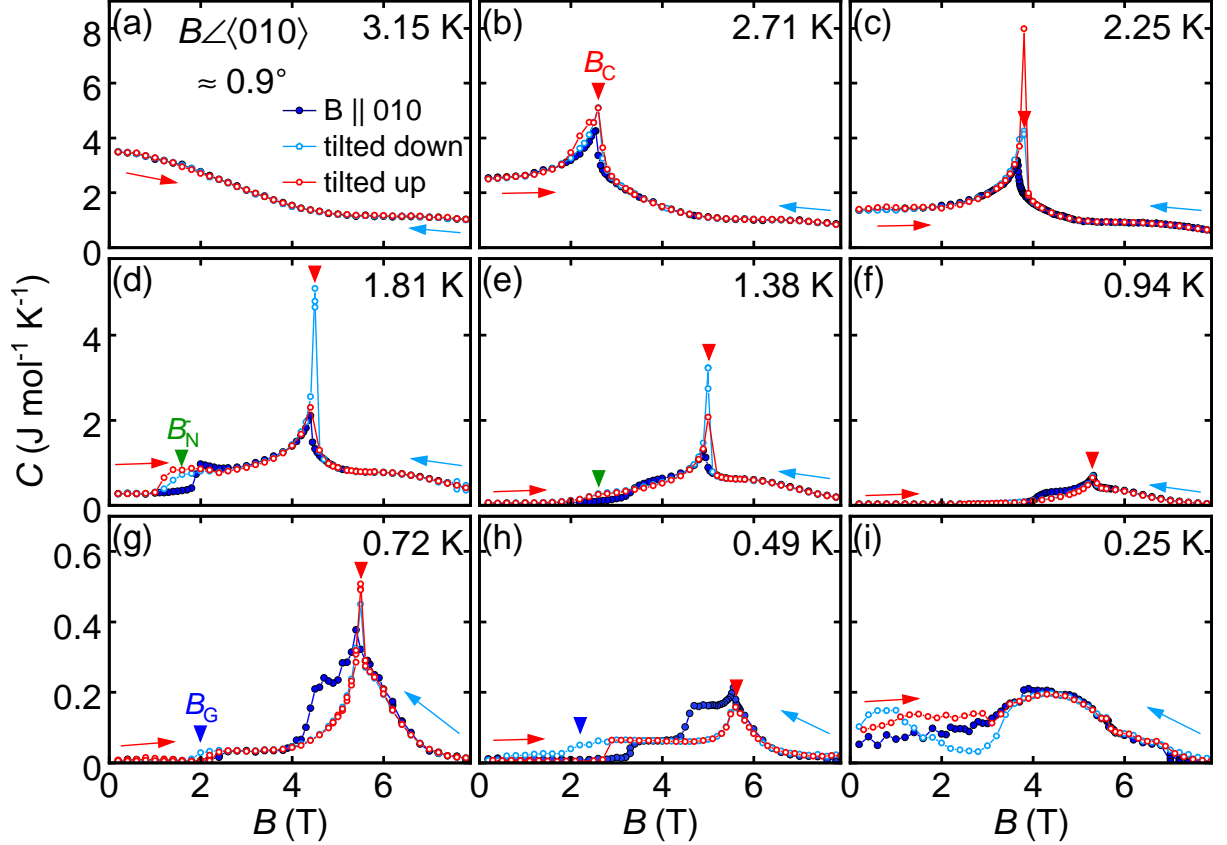 (a) B∠⟨010⟩ 3.15 K
≈ 0.9°
B || 010
tilted down
tilted up
(b) 2.71 K
B_C
(c) 2.25 K
8
6
4
2
0
(d) 1.81 K
B_N^-
(e) 1.38 K
(f) 0.94 K
4
2
0
C (J mol⁻¹ K⁻¹)
(g) 0.72 K
B_G
(h) 0.49 K
(i) 0.25 K
0.6
0.4
0.2
0
0 2 4 6
0 2 4 6
0 2 4 6
B (T)
B (T)
B (T)